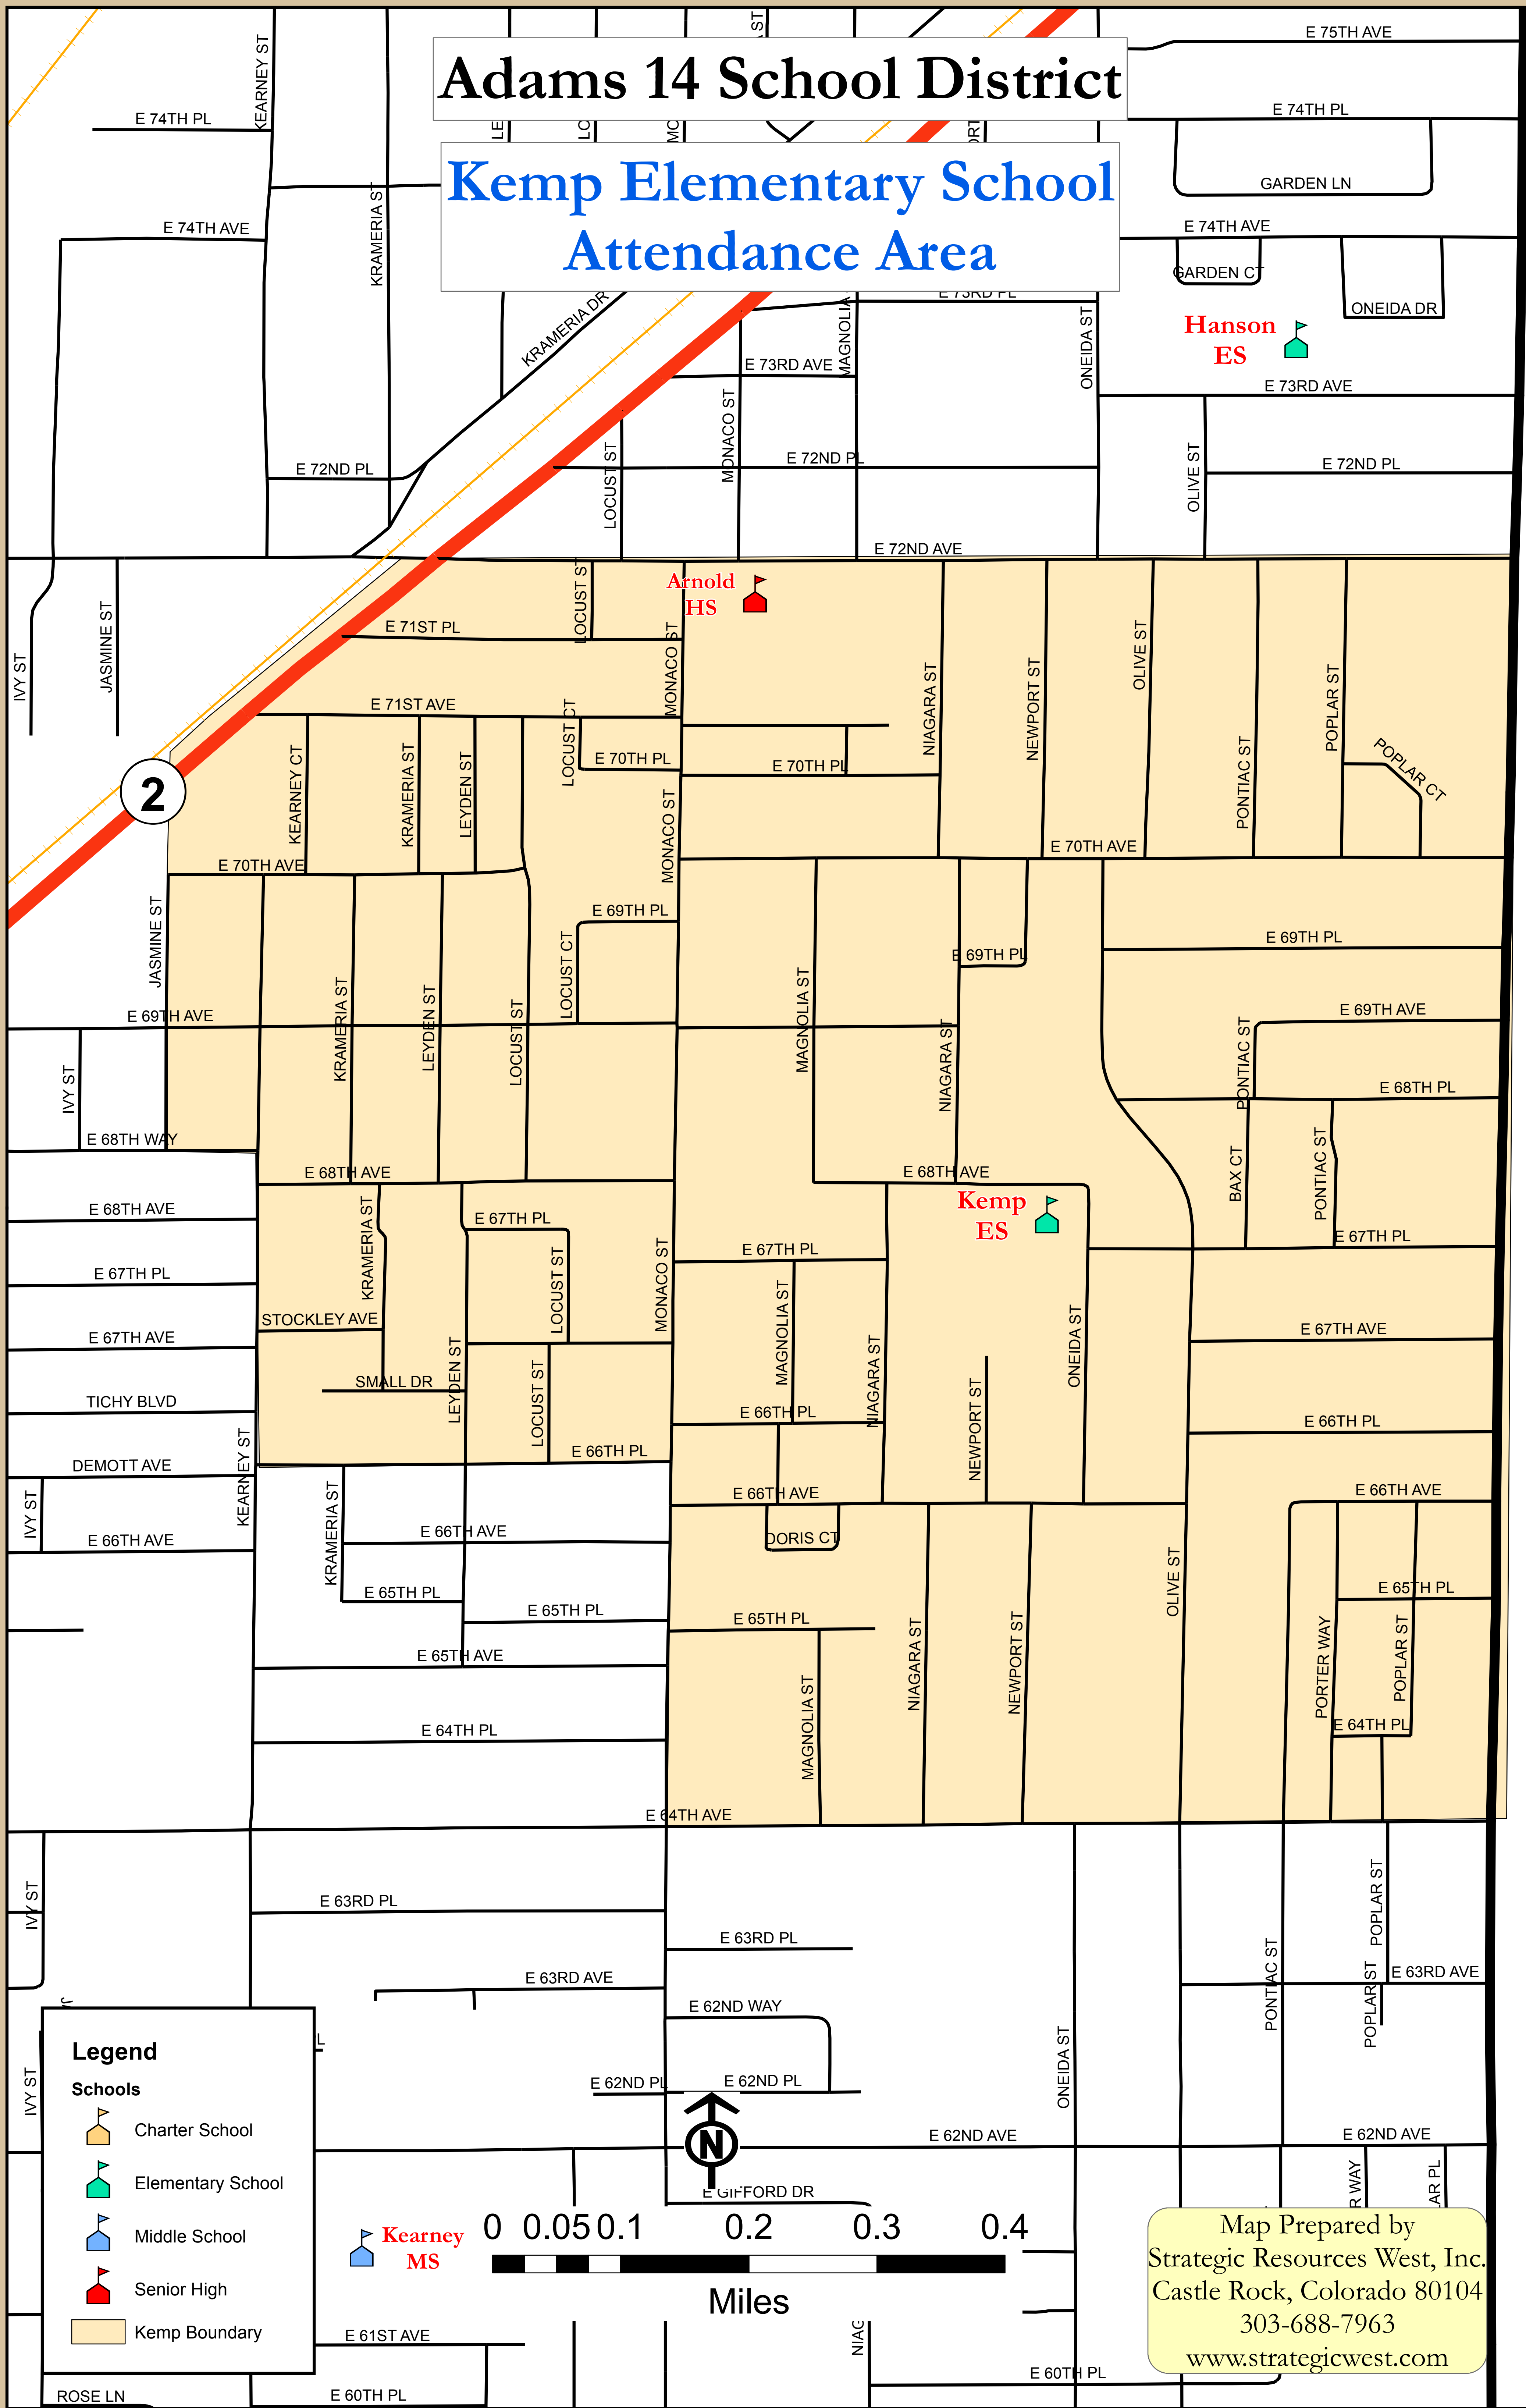 Adams 14 School District
Kemp Elementary School
Attendance Area
E 75TH AVE
KEARNEY ST
E 74TH PL
E 74TH PL
GARDEN LN
KRAMERIA ST
E 74TH AVE
E 74TH AVE
GARDEN CT
ONEIDA DR
KRAMERIA DR
E 73RD PL
MAGNOLIA
ONEIDA ST
Hanson
ES
E 73RD AVE
E 73RD AVE
MONACO ST
LOCUST ST
E 72ND PL
E 72ND PL
OLIVE ST
E 72ND PL
E 72ND AVE
IVY ST
JASMINE ST
LOCUST ST
Arnold
HS
E 71ST PL
MONACO ST
NIAGARA ST
NEWPORT ST
OLIVE ST
POPLAR ST
E 71ST AVE
LOCUST CT
E 70TH PL
E 70TH PL
KEARNEY CT
KRAMERIA ST
LEYDEN ST
PONTIAC ST
POPLAR CT
2
MONACO ST
E 70TH AVE
E 70TH AVE
JASMINE ST
E 69TH PL
E 69TH PL
E 69TH PL
LOCUST CT
E 69TH AVE
KRAMERIA ST
LEYDEN ST
LOCUST ST
MAGNOLIA ST
NIAGARA ST
E 69TH AVE
PONTIAC ST
IVY ST
E 68TH PL
E 68TH WAY
BAX CT
PONTIAC ST
E 68TH AVE
E 68TH AVE
Kemp
ES
E 68TH AVE
KRAMERIA ST
E 67TH PL
LOCUST ST
MONACO ST
E 67TH PL
E 67TH PL
E 67TH PL
STOCKLEY AVE
MAGNOLIA ST
NIAGARA ST
ONEIDA ST
E 67TH AVE
E 67TH AVE
LEYDEN ST
SMALL DR
LOCUST ST
NEWPORT ST
TICHY BLVD
E 66TH PL
E 66TH PL
KEARNEY ST
E 66TH PL
DEMOTT AVE
IVY ST
KRAMERIA ST
E 66TH AVE
E 66TH AVE
E 66TH AVE
E 66TH AVE
DORIS CT
OLIVE ST
E 65TH PL
E 65TH PL
E 65TH PL
E 65TH PL
NIAGARA ST
NEWPORT ST
PORTER WAY
POPLAR ST
E 65TH AVE
MAGNOLIA ST
E 64TH PL
E 64TH PL
E 64TH AVE
IVY ST
E 63RD PL
POPLAR ST
E 63RD PL
PONTIAC ST
E 63RD AVE
E 63RD AVE
POPLAR ST
E 62ND WAY
ONEIDA ST
IVY ST
E 62ND PL
E 62ND PL
N
E 62ND AVE
E 62ND AVE
E GIFFORD DR
Legend
Schools
Charter School
Elementary School
Middle School
Senior High
Kemp Boundary
Kearney
MS
0 0.05 0.1 0.2 0.3 0.4
Miles
E 61ST AVE
E 60TH PL
E 60TH PL
ROSE LN
Map Prepared by
Strategic Resources West, Inc.
Castle Rock, Colorado 80104
303-688-7963
www.strategicwest.com